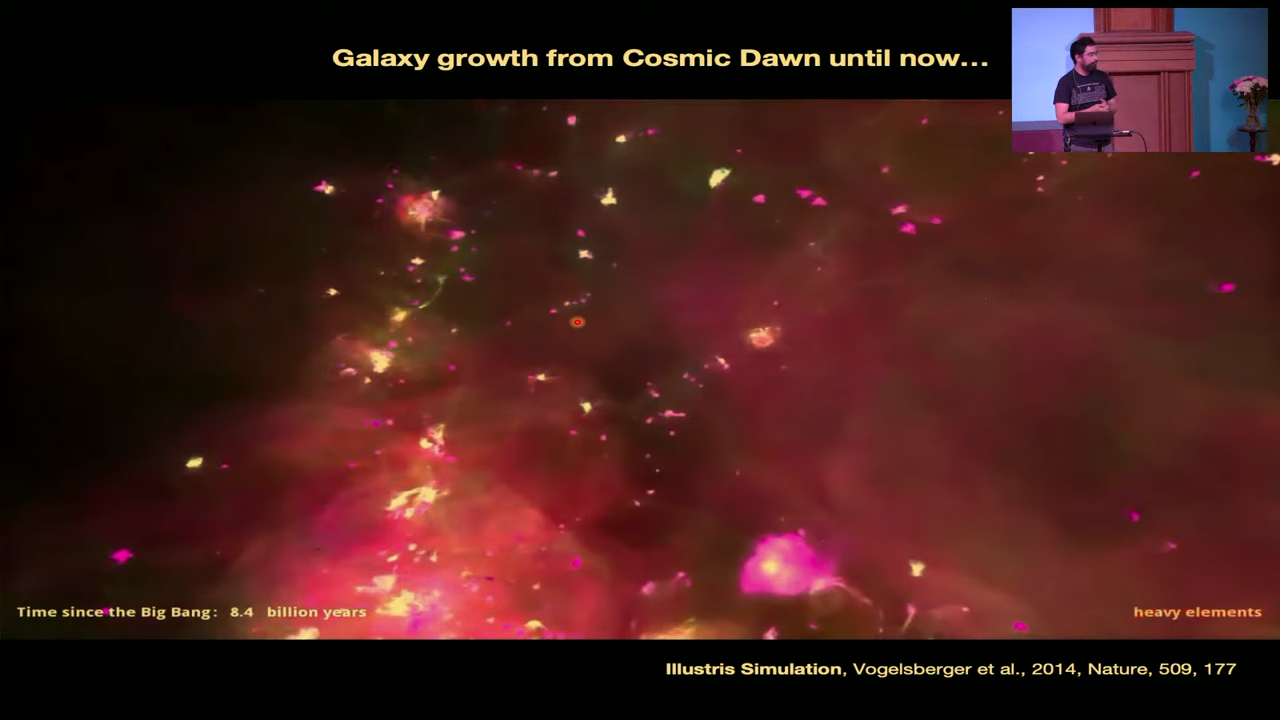 Galaxy growth from Cosmic Dawn until now...
Time since the Big Bang: 8.4 billion years
heavy elements
Illustris Simulation, Vogelsberger et al., 2014, Nature, 509, 177